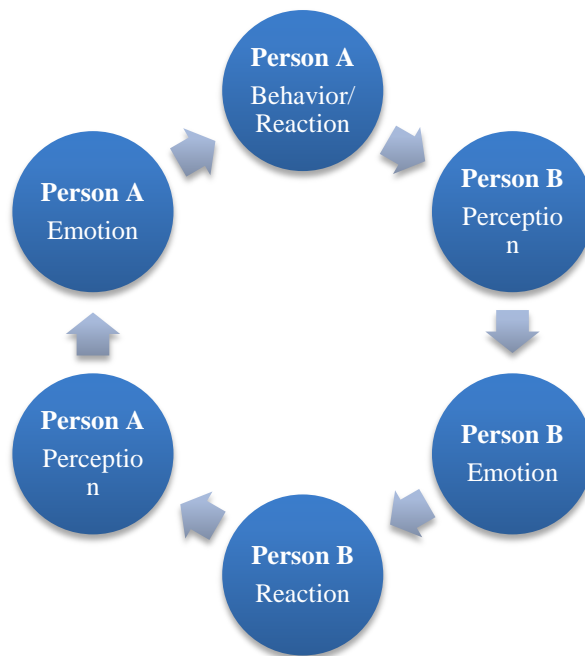 Person A
Behavior/
Reaction
Person B
Perceptio
n
Person B
Emotion
Person B
Reaction
Person A
Perceptio
n
Person A
Emotion